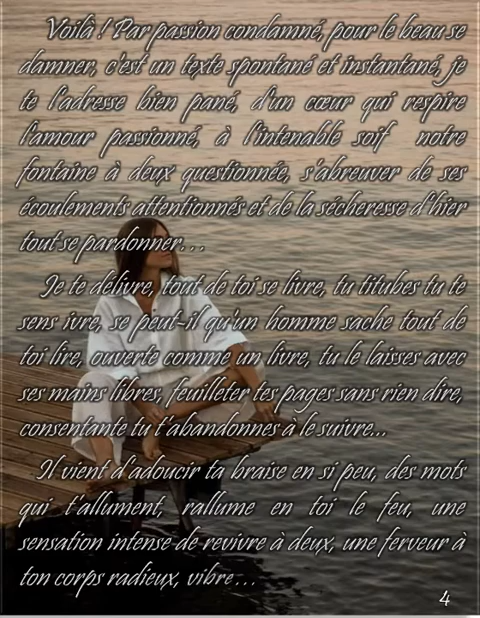 Voilà ! Par passion condamné, pour le beau se
damner, c'est un texte spontané et instantané, je
te l'adresse bien pané, d'un cœur qui respire
l'amour passionné, à l'intenable soif notre
fontaine à deux questionnée, s'abreuver de ses
écoulements attentionnés et de la sécheresse d'hier
tout se pardonner…
Je te délivre, tout de toi se livre, tu titubes tu te
sens ivre, se peut-il qu'un homme sache tout de
toi lire, ouverte comme un livre, tu le laisses avec
ses mains libres, feuilleter tes pages sans rien dire,
consentante tu t'abandonnes à le suivre...
Il vient d'adoucir ta braise en si peu, des mots
qui t'allument, rallume en toi le feu, une
sensation intense de revivre à deux, une ferveur à
ton corps radieux, vibre…
4